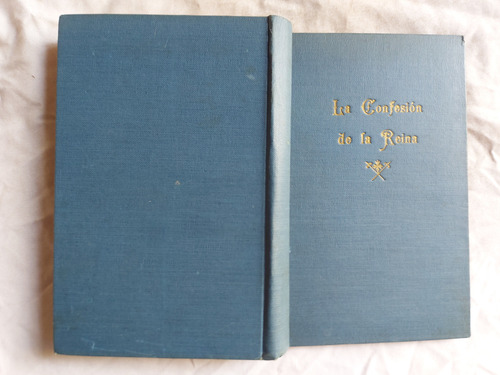 La Confesión
de la Reina